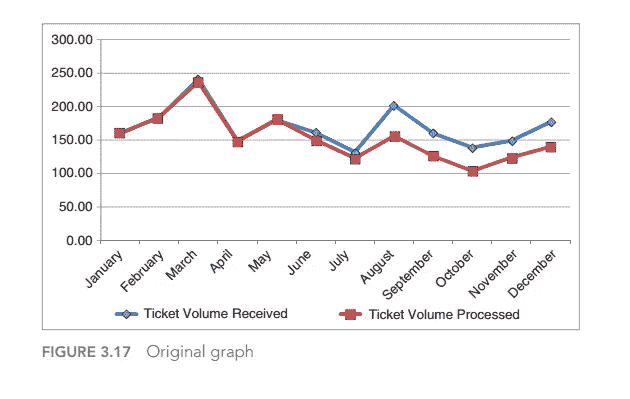 300.00
250.00
200.00
150.00
100.00
50.00
0.00
January
February
March
April
May
June
July
August
September
October
November
December
Ticket Volume Received
Ticket Volume Processed
FIGURE 3.17 Original graph